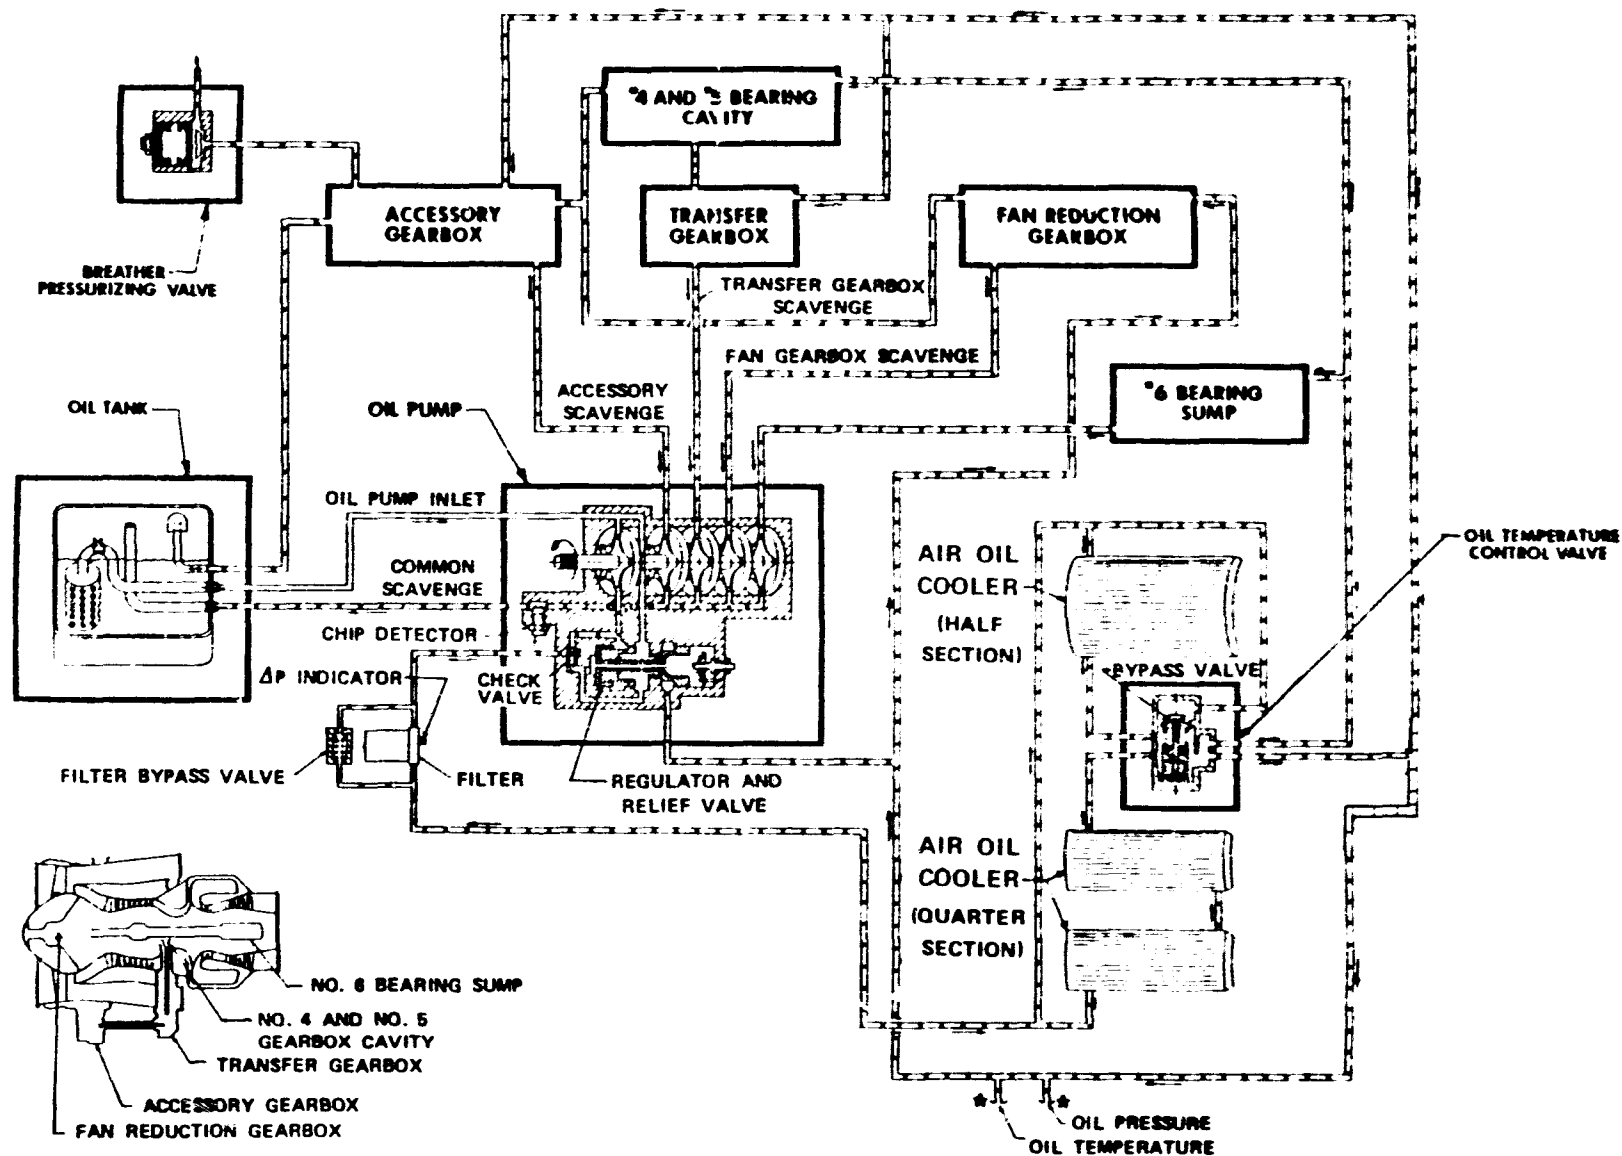 #4 AND #5 BEARING
CAVITY
ACCESSORY
GEARBOX
TRANSFER
GEARBOX
FAN REDUCTION
GEARBOX
BREATHER
PRESSURIZING VALVE
TRANSFER GEARBOX
SCAVENGE
FAN GEARBOX SCAVENGE
ACCESSORY
SCAVENGE
#6 BEARING
SUMP
OIL TANK
OIL PUMP
OIL PUMP INLET
COMMON
SCAVENGE
CHIP DETECTOR
ΔP INDICATOR
CHECK
VALVE
FILTER BYPASS VALVE
FILTER
REGULATOR AND
RELIEF VALVE
AIR OIL
COOLER
(HALF
SECTION)
OIL TEMPERATURE
CONTROL VALVE
BYPASS VALVE
AIR OIL
COOLER
(QUARTER
SECTION)
NO. 6 BEARING SUMP
NO. 4 AND NO. 5
GEARBOX CAVITY
TRANSFER GEARBOX
ACCESSORY GEARBOX
FAN REDUCTION GEARBOX
* *
OIL PRESSURE
OIL TEMPERATURE